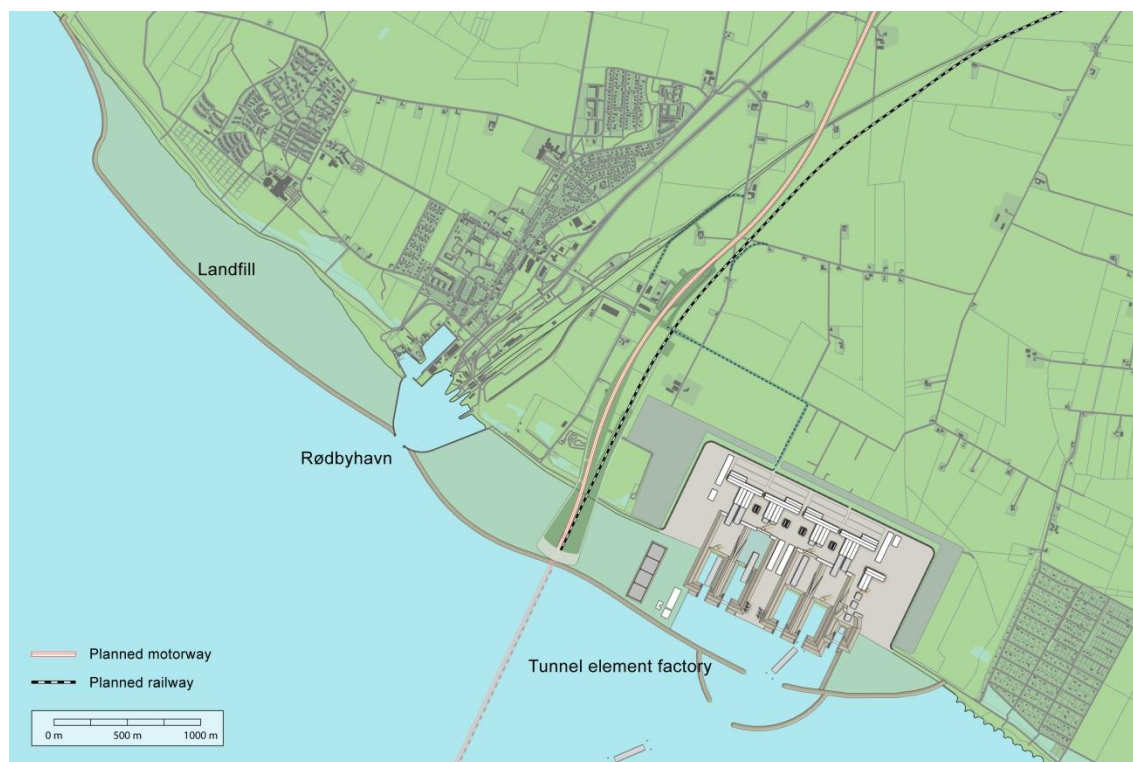 Landfill
Rødbyhavn
Tunnel element factory
Planned motorway
Planned railway
0 m 500 m 1000 m